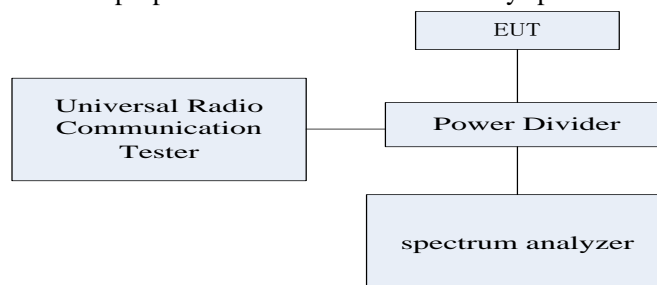 EUT
Universal Radio
Communication
Tester
Power Divider
spectrum analyzer